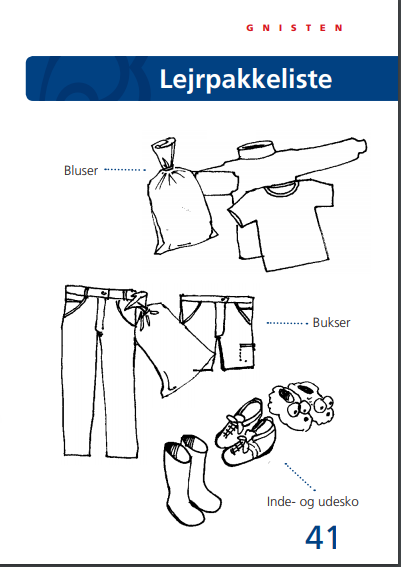 GNISTEN
Lejrpakkeliste
Bluser
Bukser
Inde- og udesko
41